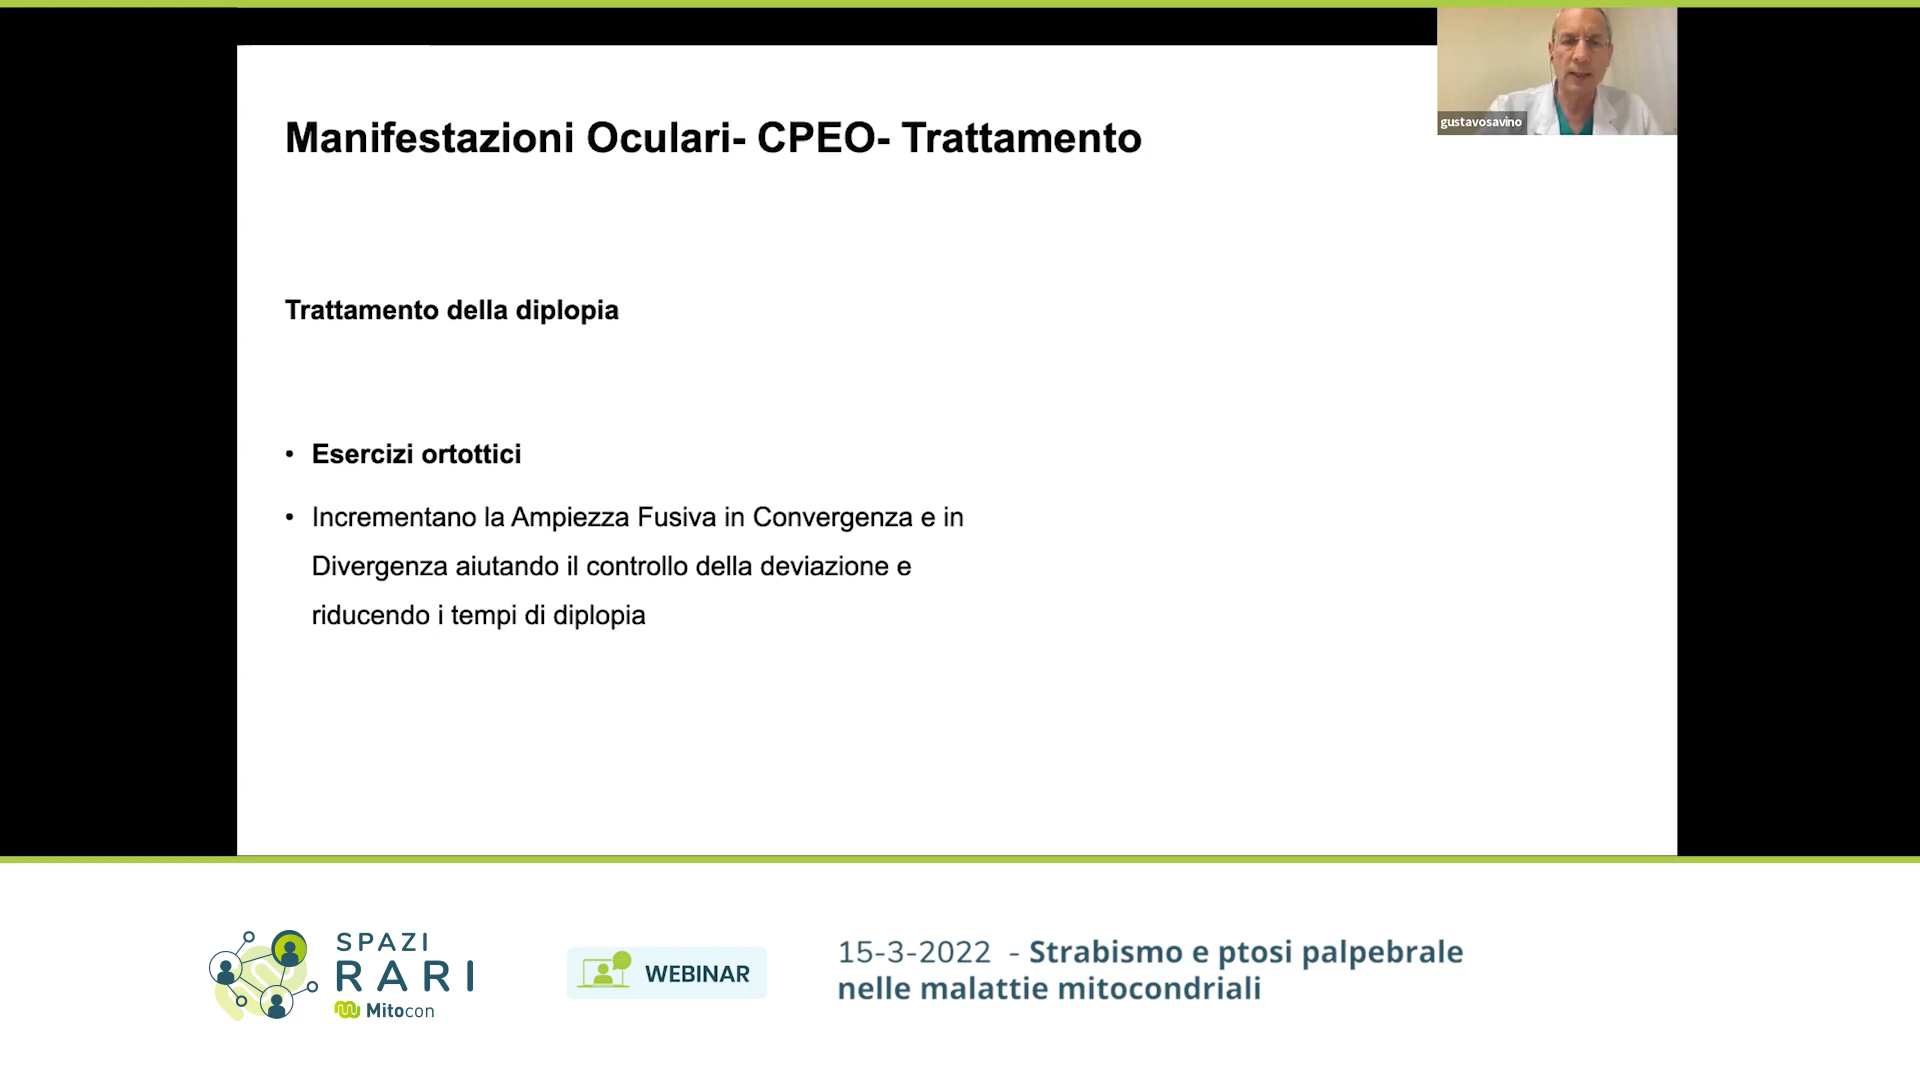 Manifestazioni Oculari- CPEO- Trattamento
gustavosavino
Trattamento della diplopia
• Esercizi ortottici
• Incrementano la Ampiezza Fusiva in Convergenza e in
Divergenza aiutando il controllo della deviazione e
riducendo i tempi di diplopia
SPAZI
RARI
Mitocon
WEBINAR
15-3-2022 - Strabismo e ptosi palpebrale
nelle malattie mitocondriali